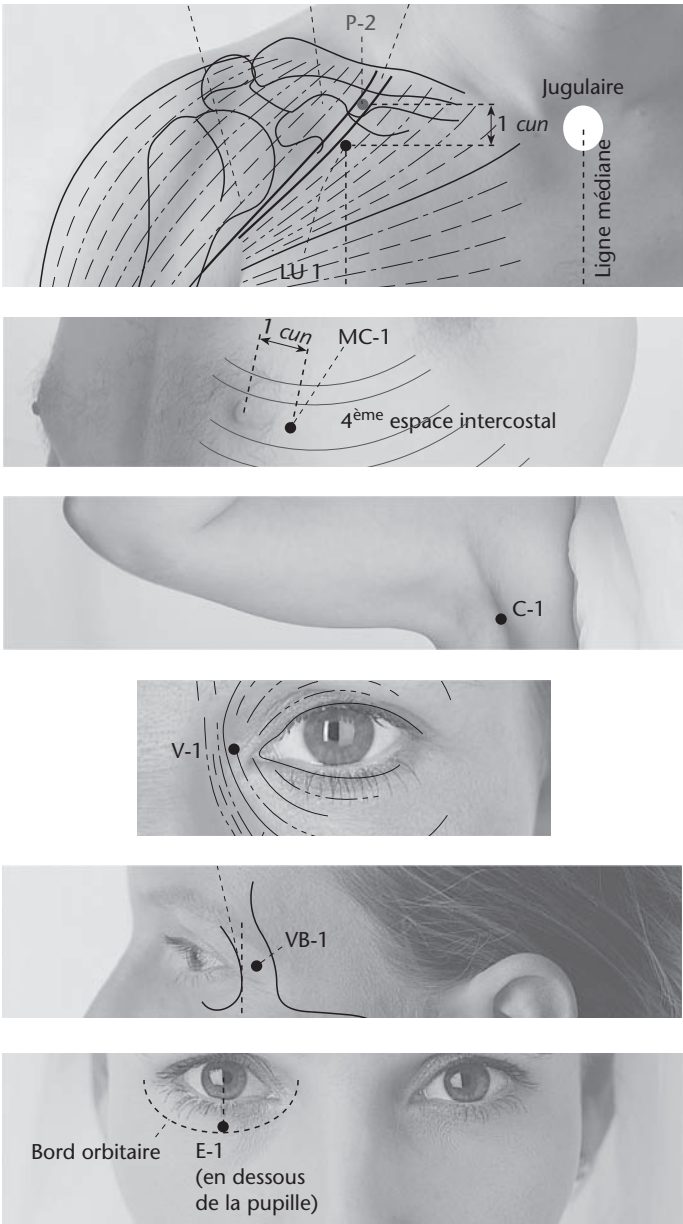 P-2
Jugulaire
1 cun
Ligne médiane
LU 1
1 cun
MC-1
4ème espace intercostal
C-1
V-1
VB-1
Bord orbitaire
E-1
(en dessous
de la pupille)